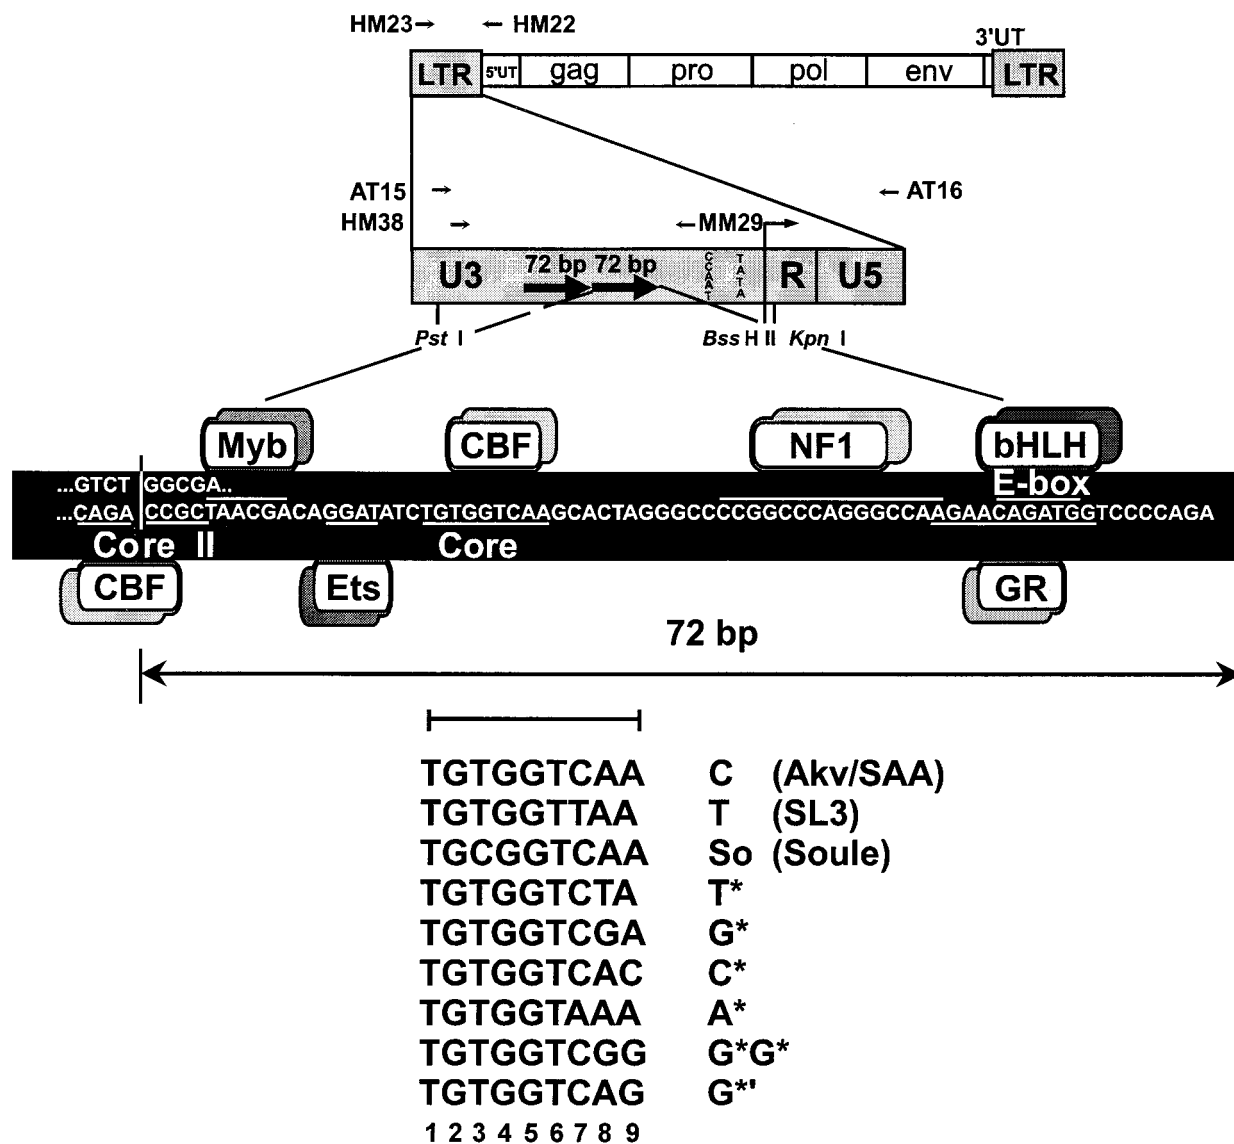 HM23 HM22
3'UT
LTR 5'UT gag pro pol env LTR
AT15 AT16
HM38 MM29
U3 72 bp 72 bp CCAAT TATA R U5
Pst I BssH II Kpn I
Myb CBF NF1 bHLH
E-box
...GTCT GGCGA..
...CAGA CCGCTAACGACAGGATATCTGTGGTCAAGCACTAGGGCCCCGGCCCAGGGCCAAGAACAGATGGTCCCCAGA
Core II Core
CBF Ets GR
72 bp
TGTGGTCAA C (Akv/SAA)
TGTGGTTAA T (SL3)
TGCGGTCAA So (Soule)
TGTGGTCTA T*
TGTGGTCGA G*
TGTGGTCAC C*
TGTGGTAAA A*
TGTGGTCGG G*G*
TGTGGTCAG G*'
1 2 3 4 5 6 7 8 9